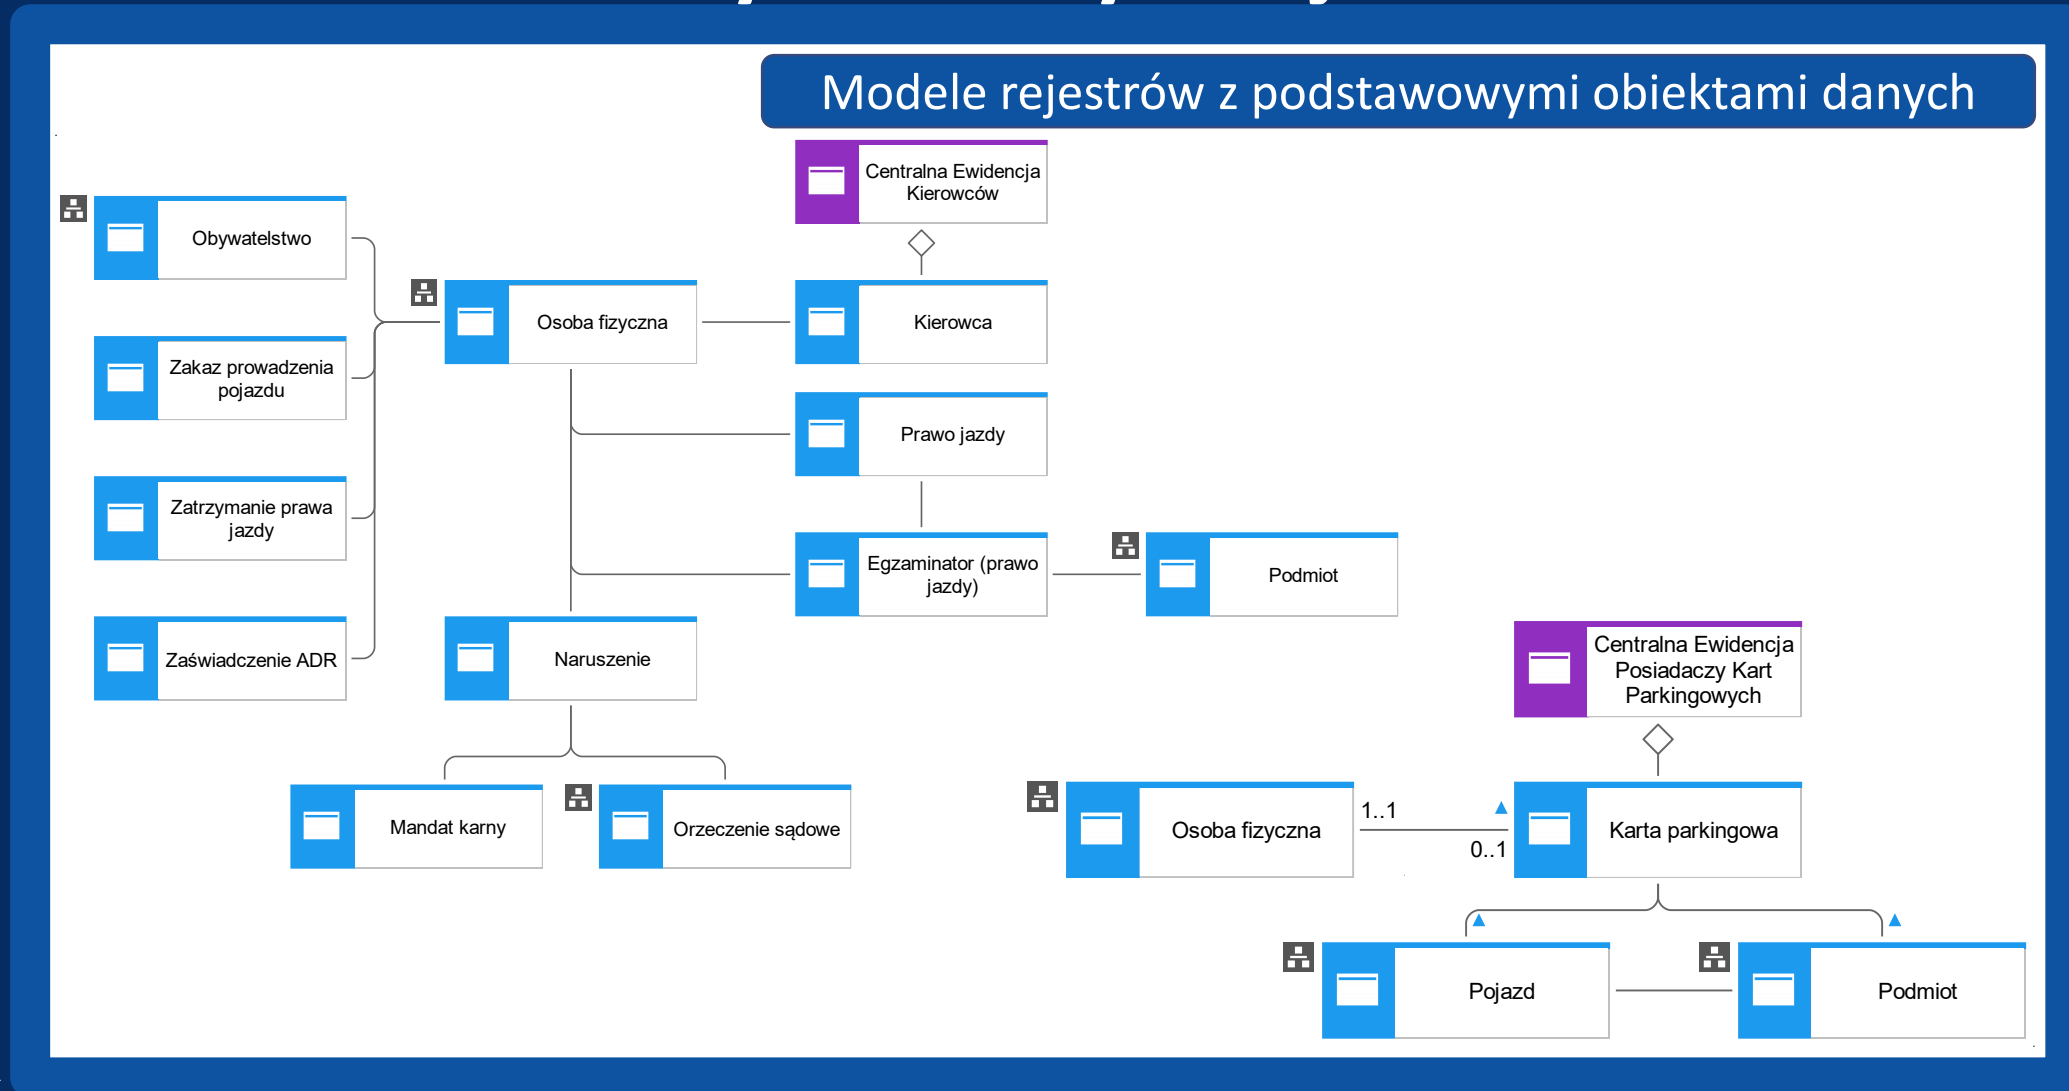 Modele rejestrów z podstawowymi obiektami danych
Centralna Ewidencja
Kierowców
Obywatelstwo
Osoba fizyczna
Kierowca
Zakaz prowadzenia
pojazdu
Prawo jazdy
Zatrzymanie prawa
jazdy
Egzaminator (prawo
jazdy)
Podmiot
Zaświadczenie ADR
Naruszenie
Mandat karny
Orzeczenie sądowe
Centralna Ewidencja
Posiadaczy Kart
Parkingowych
Osoba fizyczna
1..1
0..1
Karta parkingowa
Pojazd
Podmiot